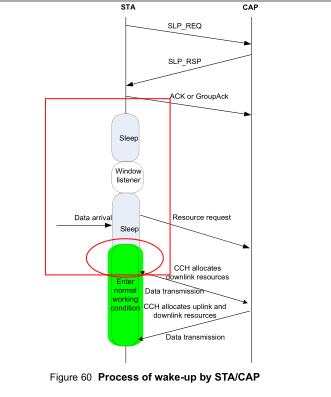 STA CAP
SLP_REQ
SLP_RSP
ACK or GroupAck
Sleep
Window
listener
Data arrival
Resource request
Sleep
CCH allocates
downlink resources
Enter
normal
working
condition
Data transmission
CCH allocates uplink and
downlink resources
Data transmission
Figure 60 Process of wake-up by STA/CAP